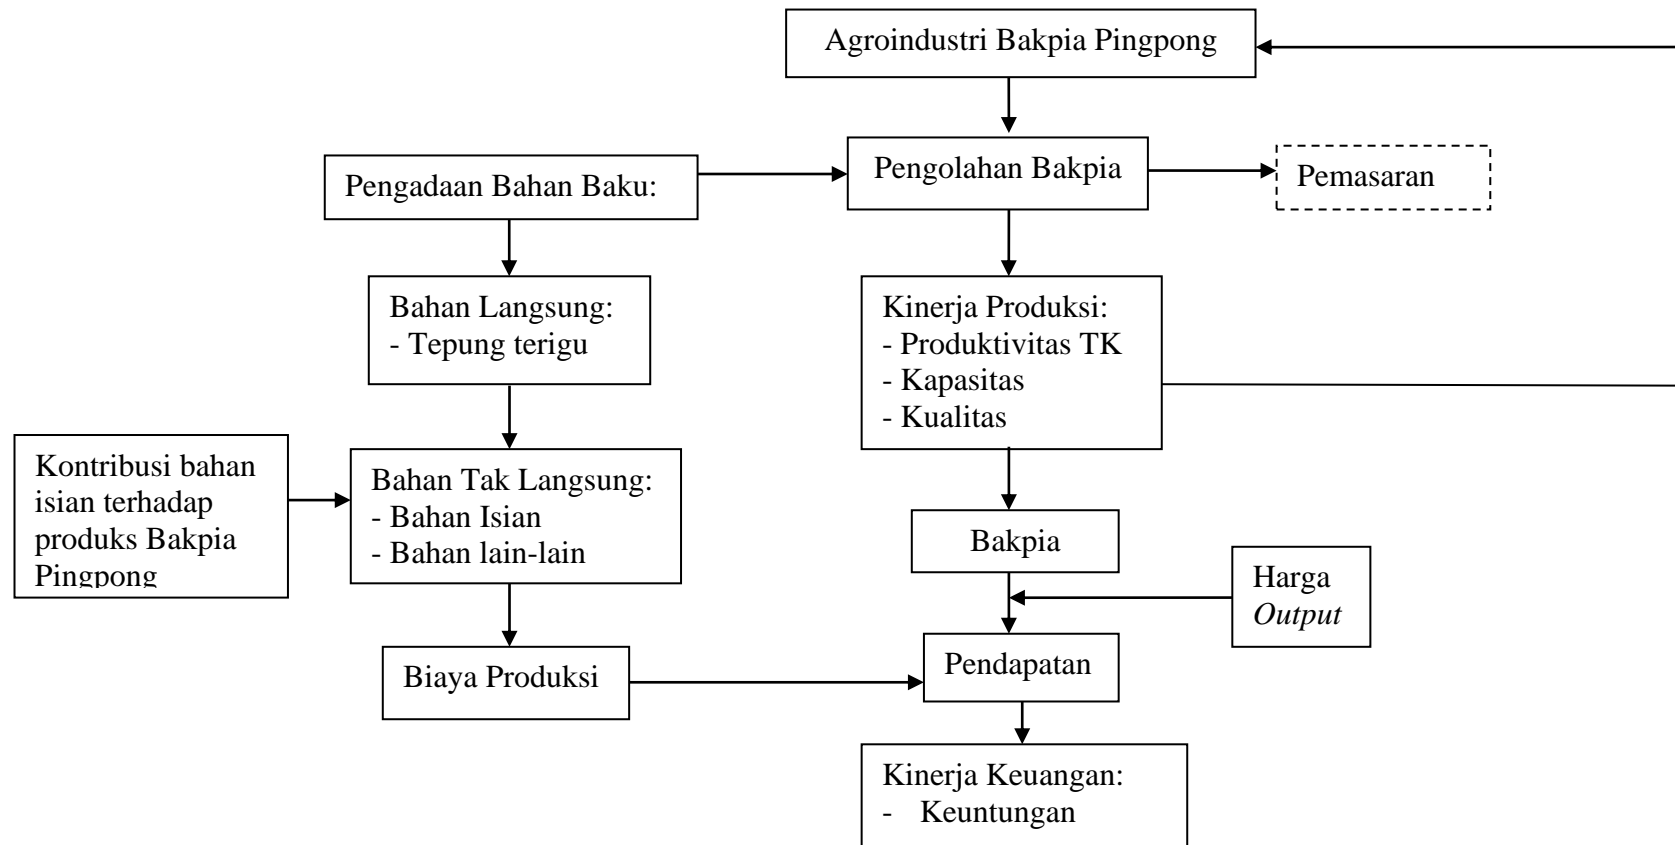 Agroindustri Bakpia Pingpong
Pengadaan Bahan Baku:
Pengolahan Bakpia
Pemasaran
Bahan Langsung:
- Tepung terigu
Kinerja Produksi:
- Produktivitas TK
- Kapasitas
- Kualitas
Kontribusi bahan
isian terhadap
produks Bakpia
Pingpong
Bahan Tak Langsung:
- Bahan Isian
- Bahan lain-lain
Bakpia
Harga
Output
Biaya Produksi
Pendapatan
Kinerja Keuangan:
- Keuntungan